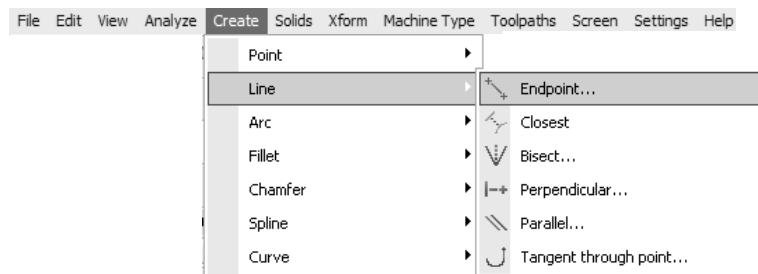 File Edit View Analyze Create Solids Xform Machine Type Toolpaths Screen Settings Help
Point
Line
Endpoint...
Arc
Closest
Fillet
Bisect...
Chamfer
Perpendicular...
Spline
Parallel...
Curve
Tangent through point...